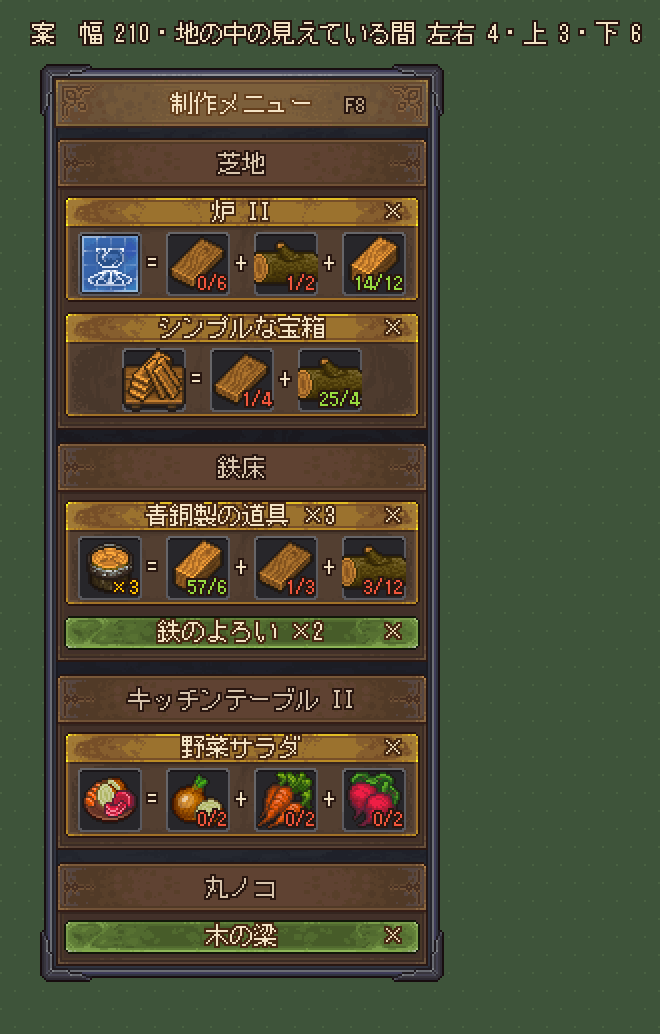 案 幅 210・地の中の見えている間 左右 4・上 3・下 6
制作メニュー F8
芝地
炉 II ×
= 0/6 + 1/2 + 14/12
シンプルな宝箱 ×
= 1/4 + 25/4
鉄床
青銅製の道具 ×3 ×
×3 = 57/6 + 1/3 + 3/12
鉄のよろい ×2 ×
キッチンテーブル II
野菜サラダ ×
= 0/2 + 0/2 + 0/2
丸ノコ
木の梁 ×